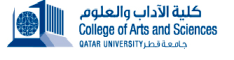 كلية الآداب والعلوم
College of Arts and Sciences
QATAR UNIVERSITY جامعة قطر